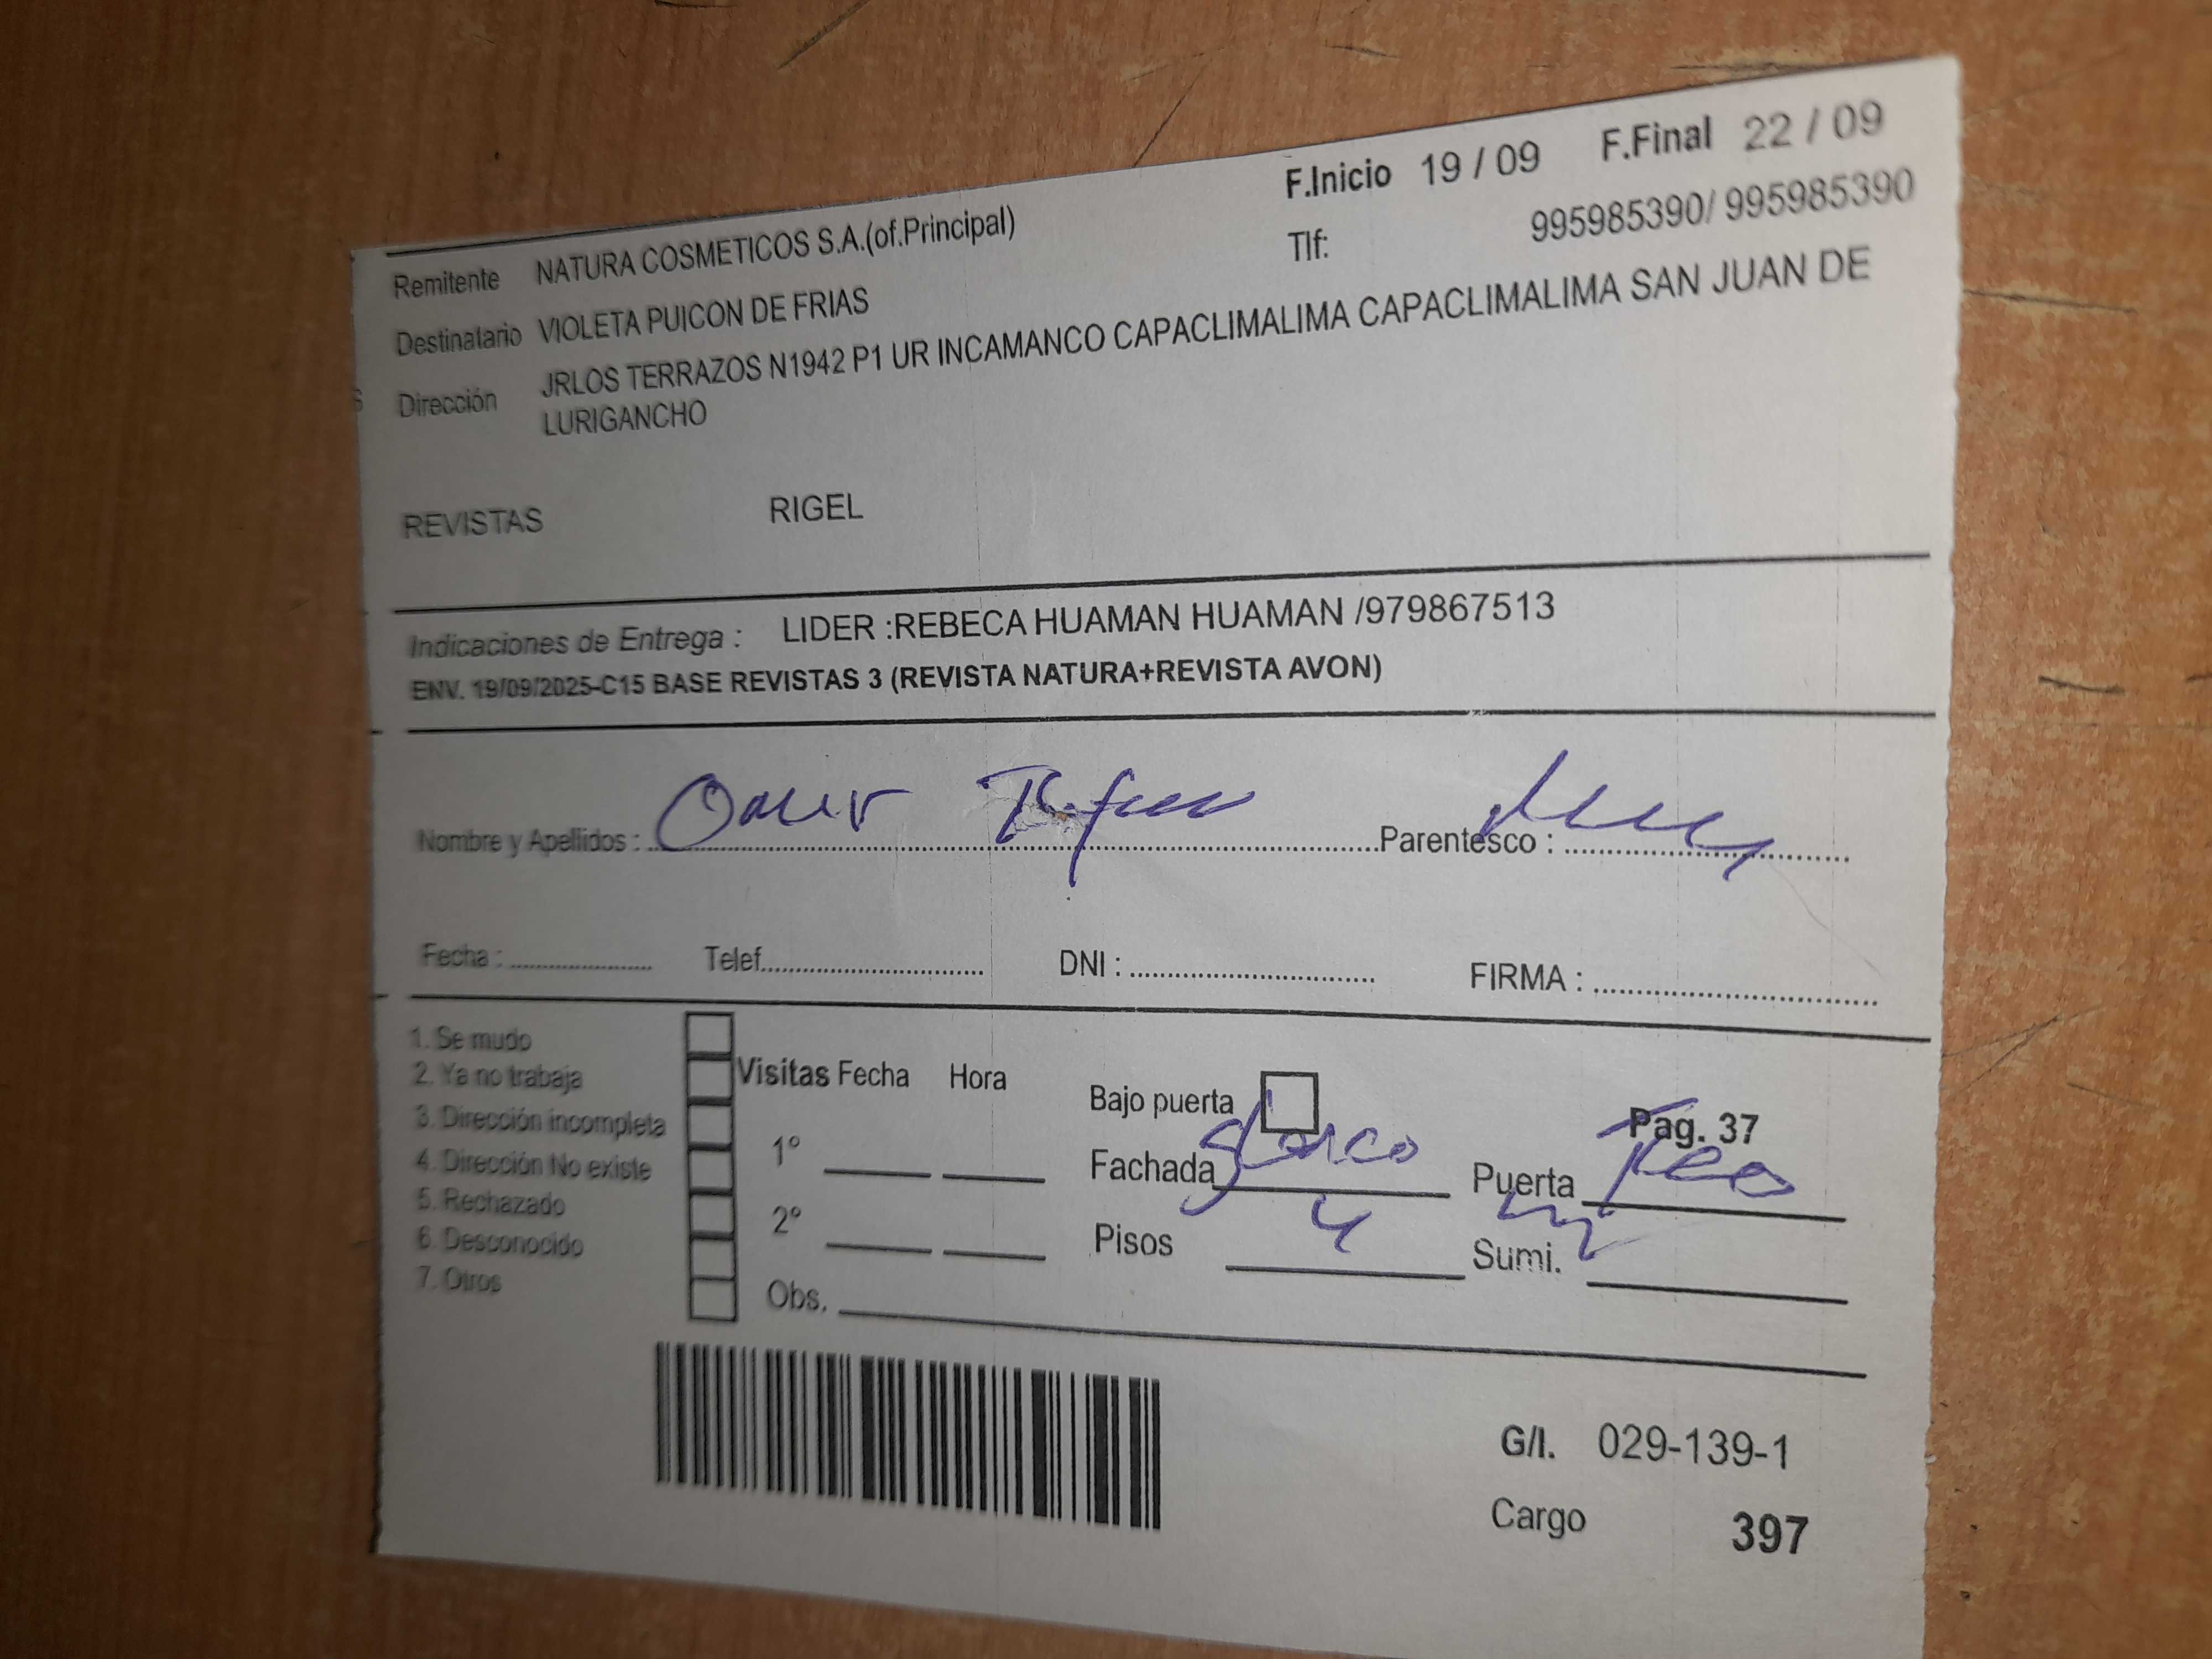 F.Inicio 19 / 09 F.Final 22 / 09
Remitente NATURA COSMETICOS S.A.(of.Principal) Tlf: 995985390/ 995985390
Destinatario VIOLETA PUICON DE FRIAS
Dirección JRLOS TERRAZOS N1942 P1 UR INCAMANCO CAPACLIMALIMA CAPACLIMALIMA SAN JUAN DE
LURIGANCHO
REVISTAS RIGEL
Indicaciones de Entrega : LIDER :REBECA HUAMAN HUAMAN /979867513
ENV. 19/09/2025-C15 BASE REVISTAS 3 (REVISTA NATURA+REVISTA AVON)
Nombre y Apellidos : Omar Parentesco :
Fecha : Telef. DNI : FIRMA :
1. Se mudo
2. Ya no trabaja
3. Dirección incompleta
4. Dirección No existe
5. Rechazado
6. Desconocido
7. Otros
Visitas Fecha Hora
1º
2º
Obs.
Bajo puerta
Pag. 37
Fachada Puerta
Pisos 4 Sumi.
G/I. 029-139-1
Cargo 397